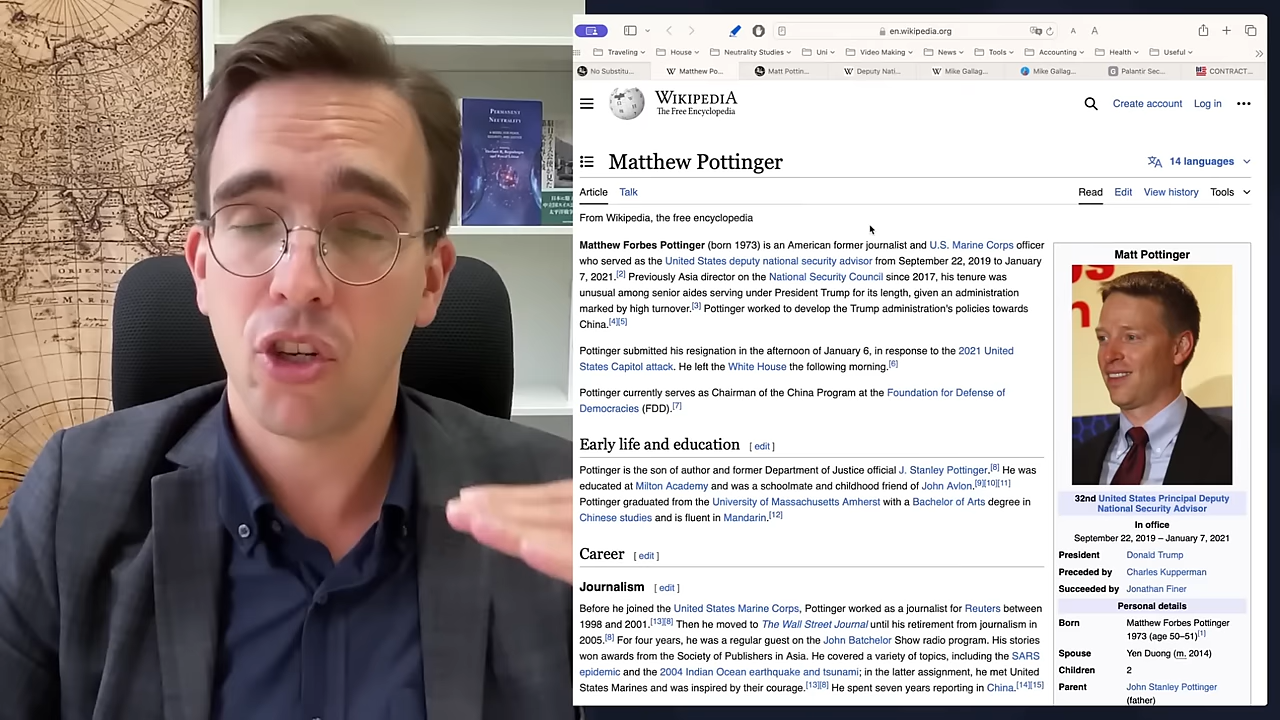 PERMANENT
NEUTRALITY
en.wikipedia.org
A
A
Traveling
House
Neutrality Studies
Uni
Video Making
News
Tools
Accounting
Health
Useful
No Substitu...
Matthew Po...
Matt Pottin...
Deputy Nati...
Mike Gallag...
Mike Gallag...
Palantir Sec...
CONTRACT...
WIKIPEDIA
The Free Encyclopedia
Create account
Log in
Matthew Pottinger
14 languages
Article
Talk
Read
Edit
View history
Tools
From Wikipedia, the free encyclopedia
Matthew Forbes Pottinger (born 1973) is an American former journalist and U.S. Marine Corps officer
who served as the United States deputy national security advisor from September 22, 2019 to January
7, 2021.[2] Previously Asia director on the National Security Council since 2017, his tenure was
unusual among senior aides serving under President Trump for its length, given an administration
marked by high turnover.[3] Pottinger worked to develop the Trump administration's policies towards
China.[4][5]
Pottinger submitted his resignation in the afternoon of January 6, in response to the 2021 United
States Capitol attack. He left the White House the following morning.[6]
Pottinger currently serves as Chairman of the China Program at the Foundation for Defense of
Democracies (FDD).[7]
Early life and education [ edit ]
Pottinger is the son of author and former Department of Justice official J. Stanley Pottinger.[8] He was
educated at Milton Academy and was a schoolmate and childhood friend of John Avlon.[9][10][11]
Pottinger graduated from the University of Massachusetts Amherst with a Bachelor of Arts degree in
Chinese studies and is fluent in Mandarin.[12]
Career [ edit ]
Journalism [ edit ]
Before he joined the United States Marine Corps, Pottinger worked as a journalist for Reuters between
1998 and 2001.[13][8] Then he moved to The Wall Street Journal until his retirement from journalism in
2005.[8] For four years, he was a regular guest on the John Batchelor Show radio program. His stories
won awards from the Society of Publishers in Asia. He covered a variety of topics, including the SARS
epidemic and the 2004 Indian Ocean earthquake and tsunami; in the latter assignment, he met United
States Marines and was inspired by their courage.[13][8] He spent seven years reporting in China.[14][15]
Matt Pottinger
32nd United States Principal Deputy
National Security Advisor
In office
September 22, 2019 – January 7, 2021
President Donald Trump
Preceded by Charles Kupperman
Succeeded by Jonathan Finer
Personal details
Born Matthew Forbes Pottinger
1973 (age 50–51)[1]
Spouse Yen Duong (m. 2014)
Children 2
Parent John Stanley Pottinger
(father)